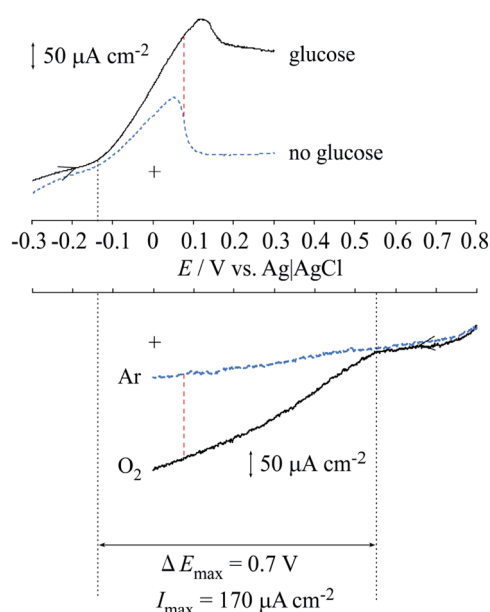 50 μA cm-2
glucose
no glucose
+
-0.3 -0.2 -0.1 0 0.1 0.2 0.3 0.4 0.5 0.6 0.7 0.8
E / V vs. Ag|AgCl
+
Ar
O2
50 μA cm-2
Δ Emax = 0.7 V
Imax = 170 μA cm-2